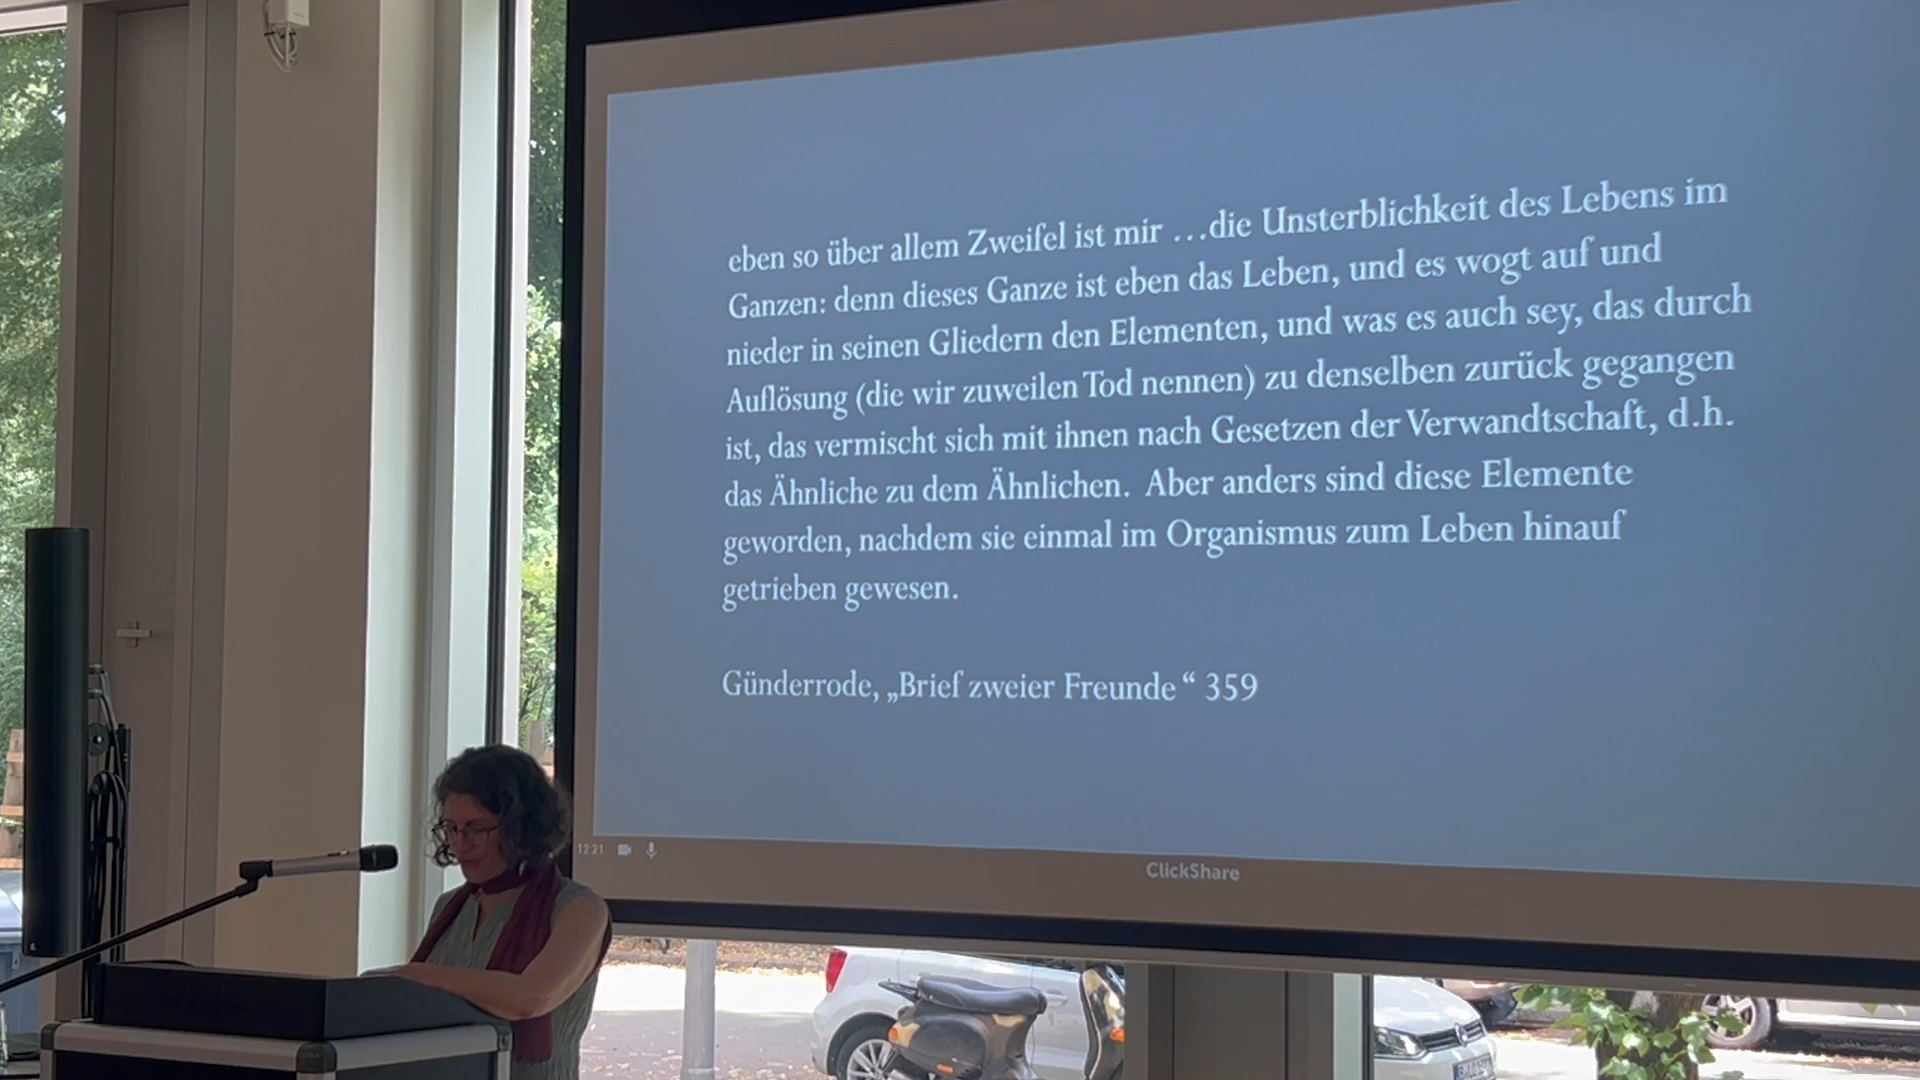 eben so über allem Zweifel ist mir …die Unsterblichkeit des Lebens im
Ganzen: denn dieses Ganze ist eben das Leben, und es wogt auf und
nieder in seinen Gliedern den Elementen, und was es auch sey, das durch
Auflösung (die wir zuweilen Tod nennen) zu denselben zurück gegangen
ist, das vermischt sich mit ihnen nach Gesetzen der Verwandtschaft, d.h.
das Ähnliche zu dem Ähnlichen. Aber anders sind diese Elemente
geworden, nachdem sie einmal im Organismus zum Leben hinauf
getrieben gewesen.
Günderrode, „Brief zweier Freunde “ 359
12:21
ClickShare